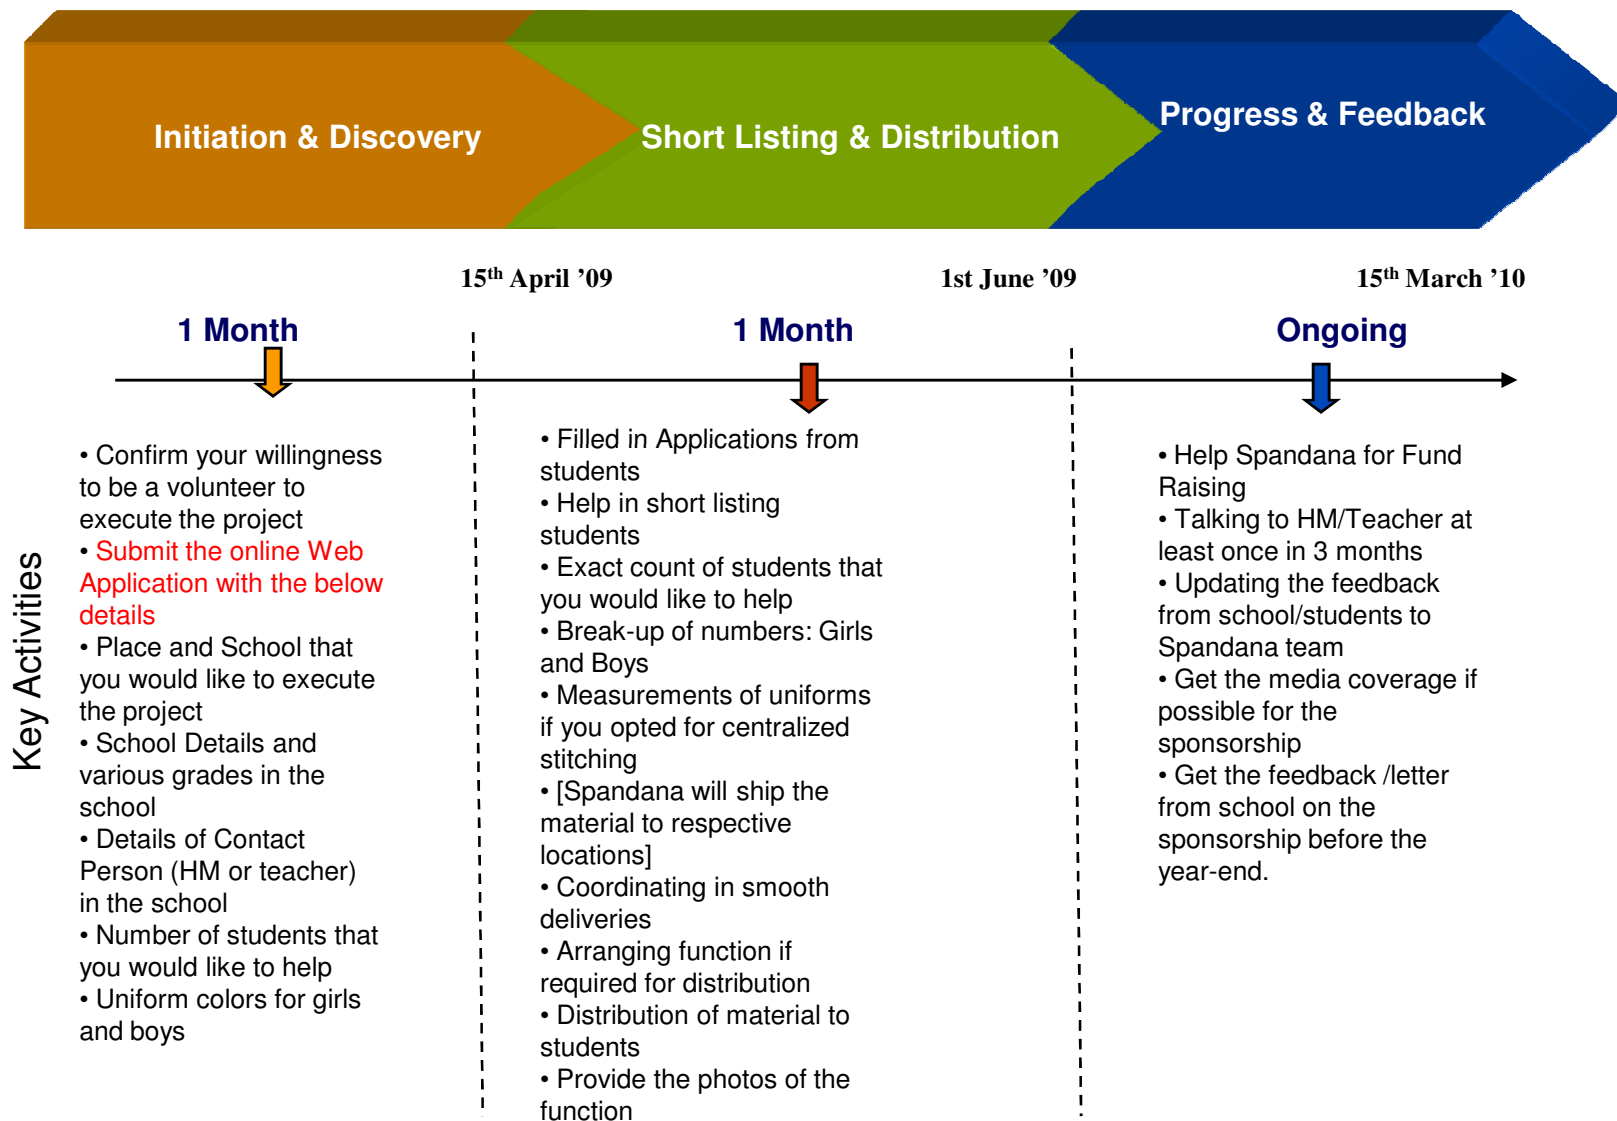 Initiation & Discovery
Short Listing & Distribution
Progress & Feedback
15th April ’09
1st June ’09
15th March ’10
1 Month
1 Month
Ongoing
Key Activities
• Confirm your willingness
to be a volunteer to
execute the project
• Submit the online Web
Application with the below
details
• Place and School that
you would like to execute
the project
• School Details and
various grades in the
school
• Details of Contact
Person (HM or teacher)
in the school
• Number of students that
you would like to help
• Uniform colors for girls
and boys
• Filled in Applications from
students
• Help in short listing
students
• Exact count of students that
you would like to help
• Break-up of numbers: Girls
and Boys
• Measurements of uniforms
if you opted for centralized
stitching
• [Spandana will ship the
material to respective
locations]
• Coordinating in smooth
deliveries
• Arranging function if
required for distribution
• Distribution of material to
students
• Provide the photos of the
function
• Help Spandana for Fund
Raising
• Talking to HM/Teacher at
least once in 3 months
• Updating the feedback
from school/students to
Spandana team
• Get the media coverage if
possible for the
sponsorship
• Get the feedback /letter
from school on the
sponsorship before the
year-end.